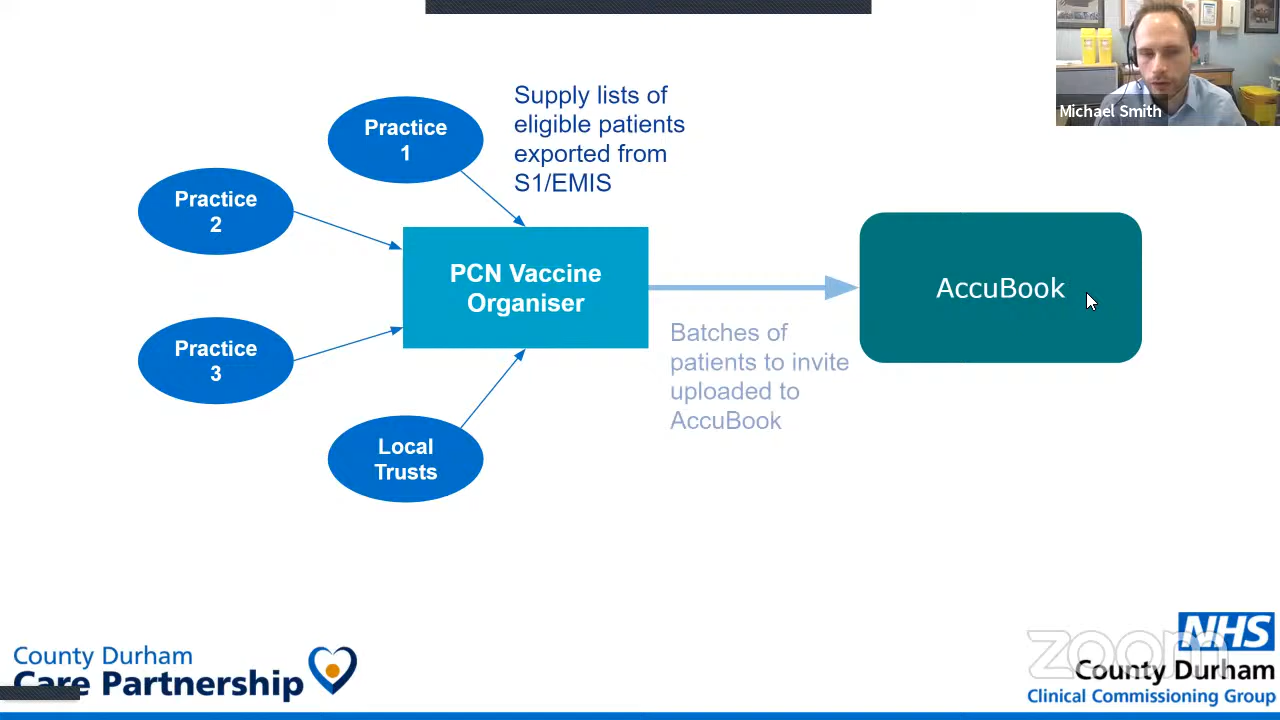 Michael Smith
Supply lists of
eligible patients
exported from
S1/EMIS
Practice
1
Practice
2
PCN Vaccine
Organiser
AccuBook
Batches of
patients to invite
uploaded to
AccuBook
Practice
3
Local
Trusts
County Durham
Care Partnership
NHS
zoom
County Durham
Clinical Commissioning Group